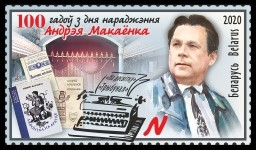 100 гадоў з дня нараджэння
Андрэя Макаёнка
2020
Беларусь Belarus
N